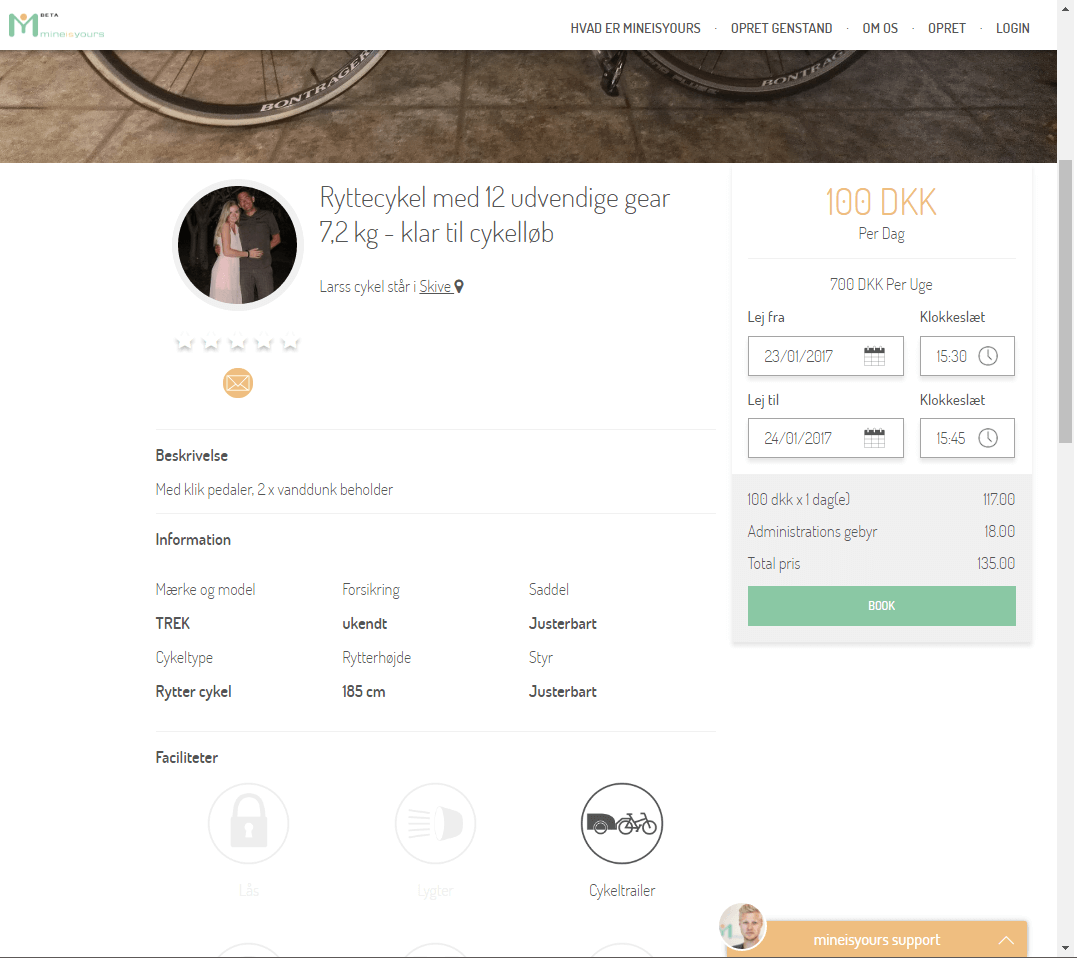 BETA
mineisyours
HVAD ER MINEISYOURS · OPRET GENSTAND · OM OS · OPRET · LOGIN
BONTRAGER
BONTRAGER
Ryttecykel med 12 udvendige gear
7,2 kg - klar til cykelløb
Larss cykel står i Skive
100 DKK
Per Dag
700 DKK Per Uge
Lej fra Klokkeslæt
23/01/2017 15:30
Lej til Klokkeslæt
24/01/2017 15:45
100 dkk x 1 dag(e) 117.00
Administrations gebyr 18.00
Total pris 135.00
BOOK
Beskrivelse
Med klik pedaler, 2 x vanddunk beholder
Information
Mærke og model Forsikring Saddel
TREK ukendt Justerbart
Cykeltype Rytterhøjde Styr
Rytter cykel 185 cm Justerbart
Faciliteter
Lås Lygter Cykeltrailer
mineisyours support